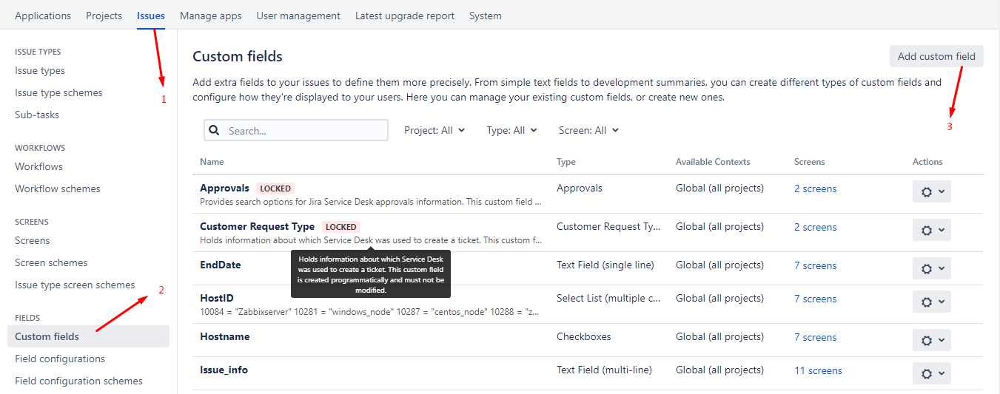 Applications Projects Issues Manage apps User management Latest upgrade report System
ISSUE TYPES
Issue types
Issue type schemes
Sub-tasks
WORKFLOWS
Workflows
Workflow schemes
SCREENS
Screens
Screen schemes
Issue type screen schemes
FIELDS
Custom fields
Field configurations
Field configuration schemes
1
2
3
Custom fields
Add custom field
Add extra fields to your issues to define them more precisely. From simple text fields to development summaries, you can create different types of custom fields and
configure how they're displayed to your users. Here you can manage your existing custom fields, or create new ones.
Search... Project: All Type: All Screen: All
Name Type Available Contexts Screens Actions
Approvals LOCKED Approvals Global (all projects) 2 screens
Provides search options for Jira Service Desk approvals information. This custom field ...
Customer Request Type LOCKED Customer Request Ty... Global (all projects) 2 screens
Holds information about which Service Desk was used to create a ticket. This custom f...
Holds information about which Service Desk
was used to create a ticket. This custom field
is created programmatically and must not be
modified.
EndDate Text Field (single line) Global (all projects) 7 screens
HostID Select List (multiple c... Global (all projects) 7 screens
10084 = "Zabbixserver" 10281 = "windows_node" 10287 = "centos_node" 10288 = "z...
Hostname Checkboxes Global (all projects) 7 screens
Issue_info Text Field (multi-line) Global (all projects) 11 screens